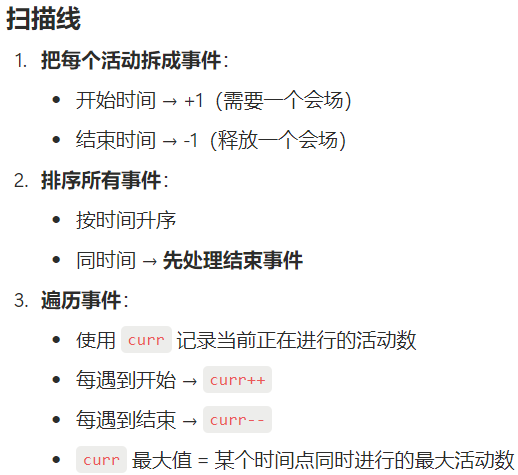 扫描线
1. 把每个活动拆成事件：
• 开始时间 → +1（需要一个会场）
• 结束时间 → -1（释放一个会场）
2. 排序所有事件：
• 按时间升序
• 同时间 → 先处理结束事件
3. 遍历事件：
• 使用 curr 记录当前正在进行的活动数
• 每遇到开始 → curr++
• 每遇到结束 → curr--
• curr 最大值 = 某个时间点同时进行的最大活动数